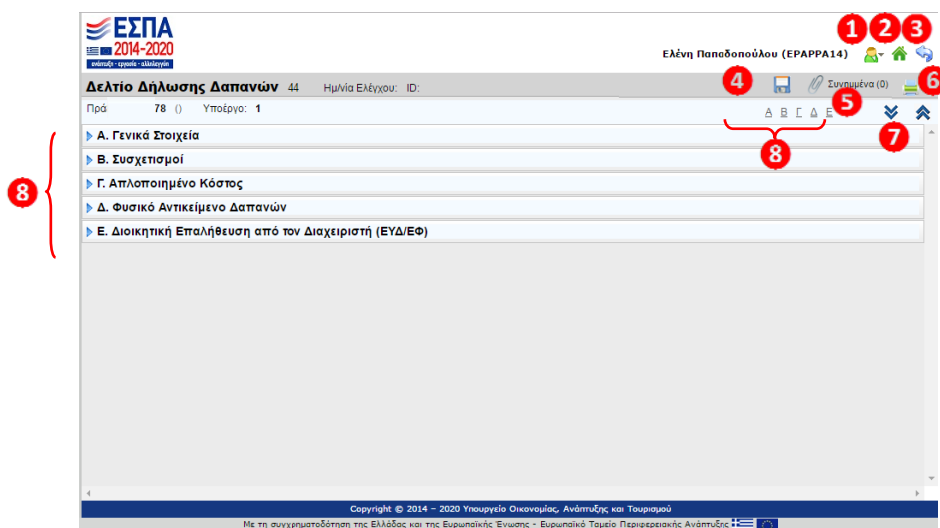 ΕΣΠΑ
2014-2020
ανάπτυξη - εργασία - αλληλεγγύη
1 2 3
Ελένη Παπαδοπούλου (EPAPPA14)
Δελτίο Δήλωσης Δαπανών 44 Ημ/νία Ελέγχου: ID: 4 Συνημμένα (0) 6
Πρά 78 () Υποέργο: 1 Α Β Γ Δ Ε 5
7
8
8
Α. Γενικά Στοιχεία
Β. Συσχετισμοί
Γ. Απλοποιημένο Κόστος
Δ. Φυσικό Αντικείμενο Δαπανών
Ε. Διοικητική Επαλήθευση από τον Διαχειριστή (ΕΥΔ/ΕΦ)
Copyright © 2014 – 2020 Υπουργείο Οικονομίας, Ανάπτυξης και Τουρισμού
Με τη συγχρηματοδότηση της Ελλάδας και της Ευρωπαϊκής Ένωσης - Ευρωπαϊκό Ταμείο Περιφερειακής Ανάπτυξης